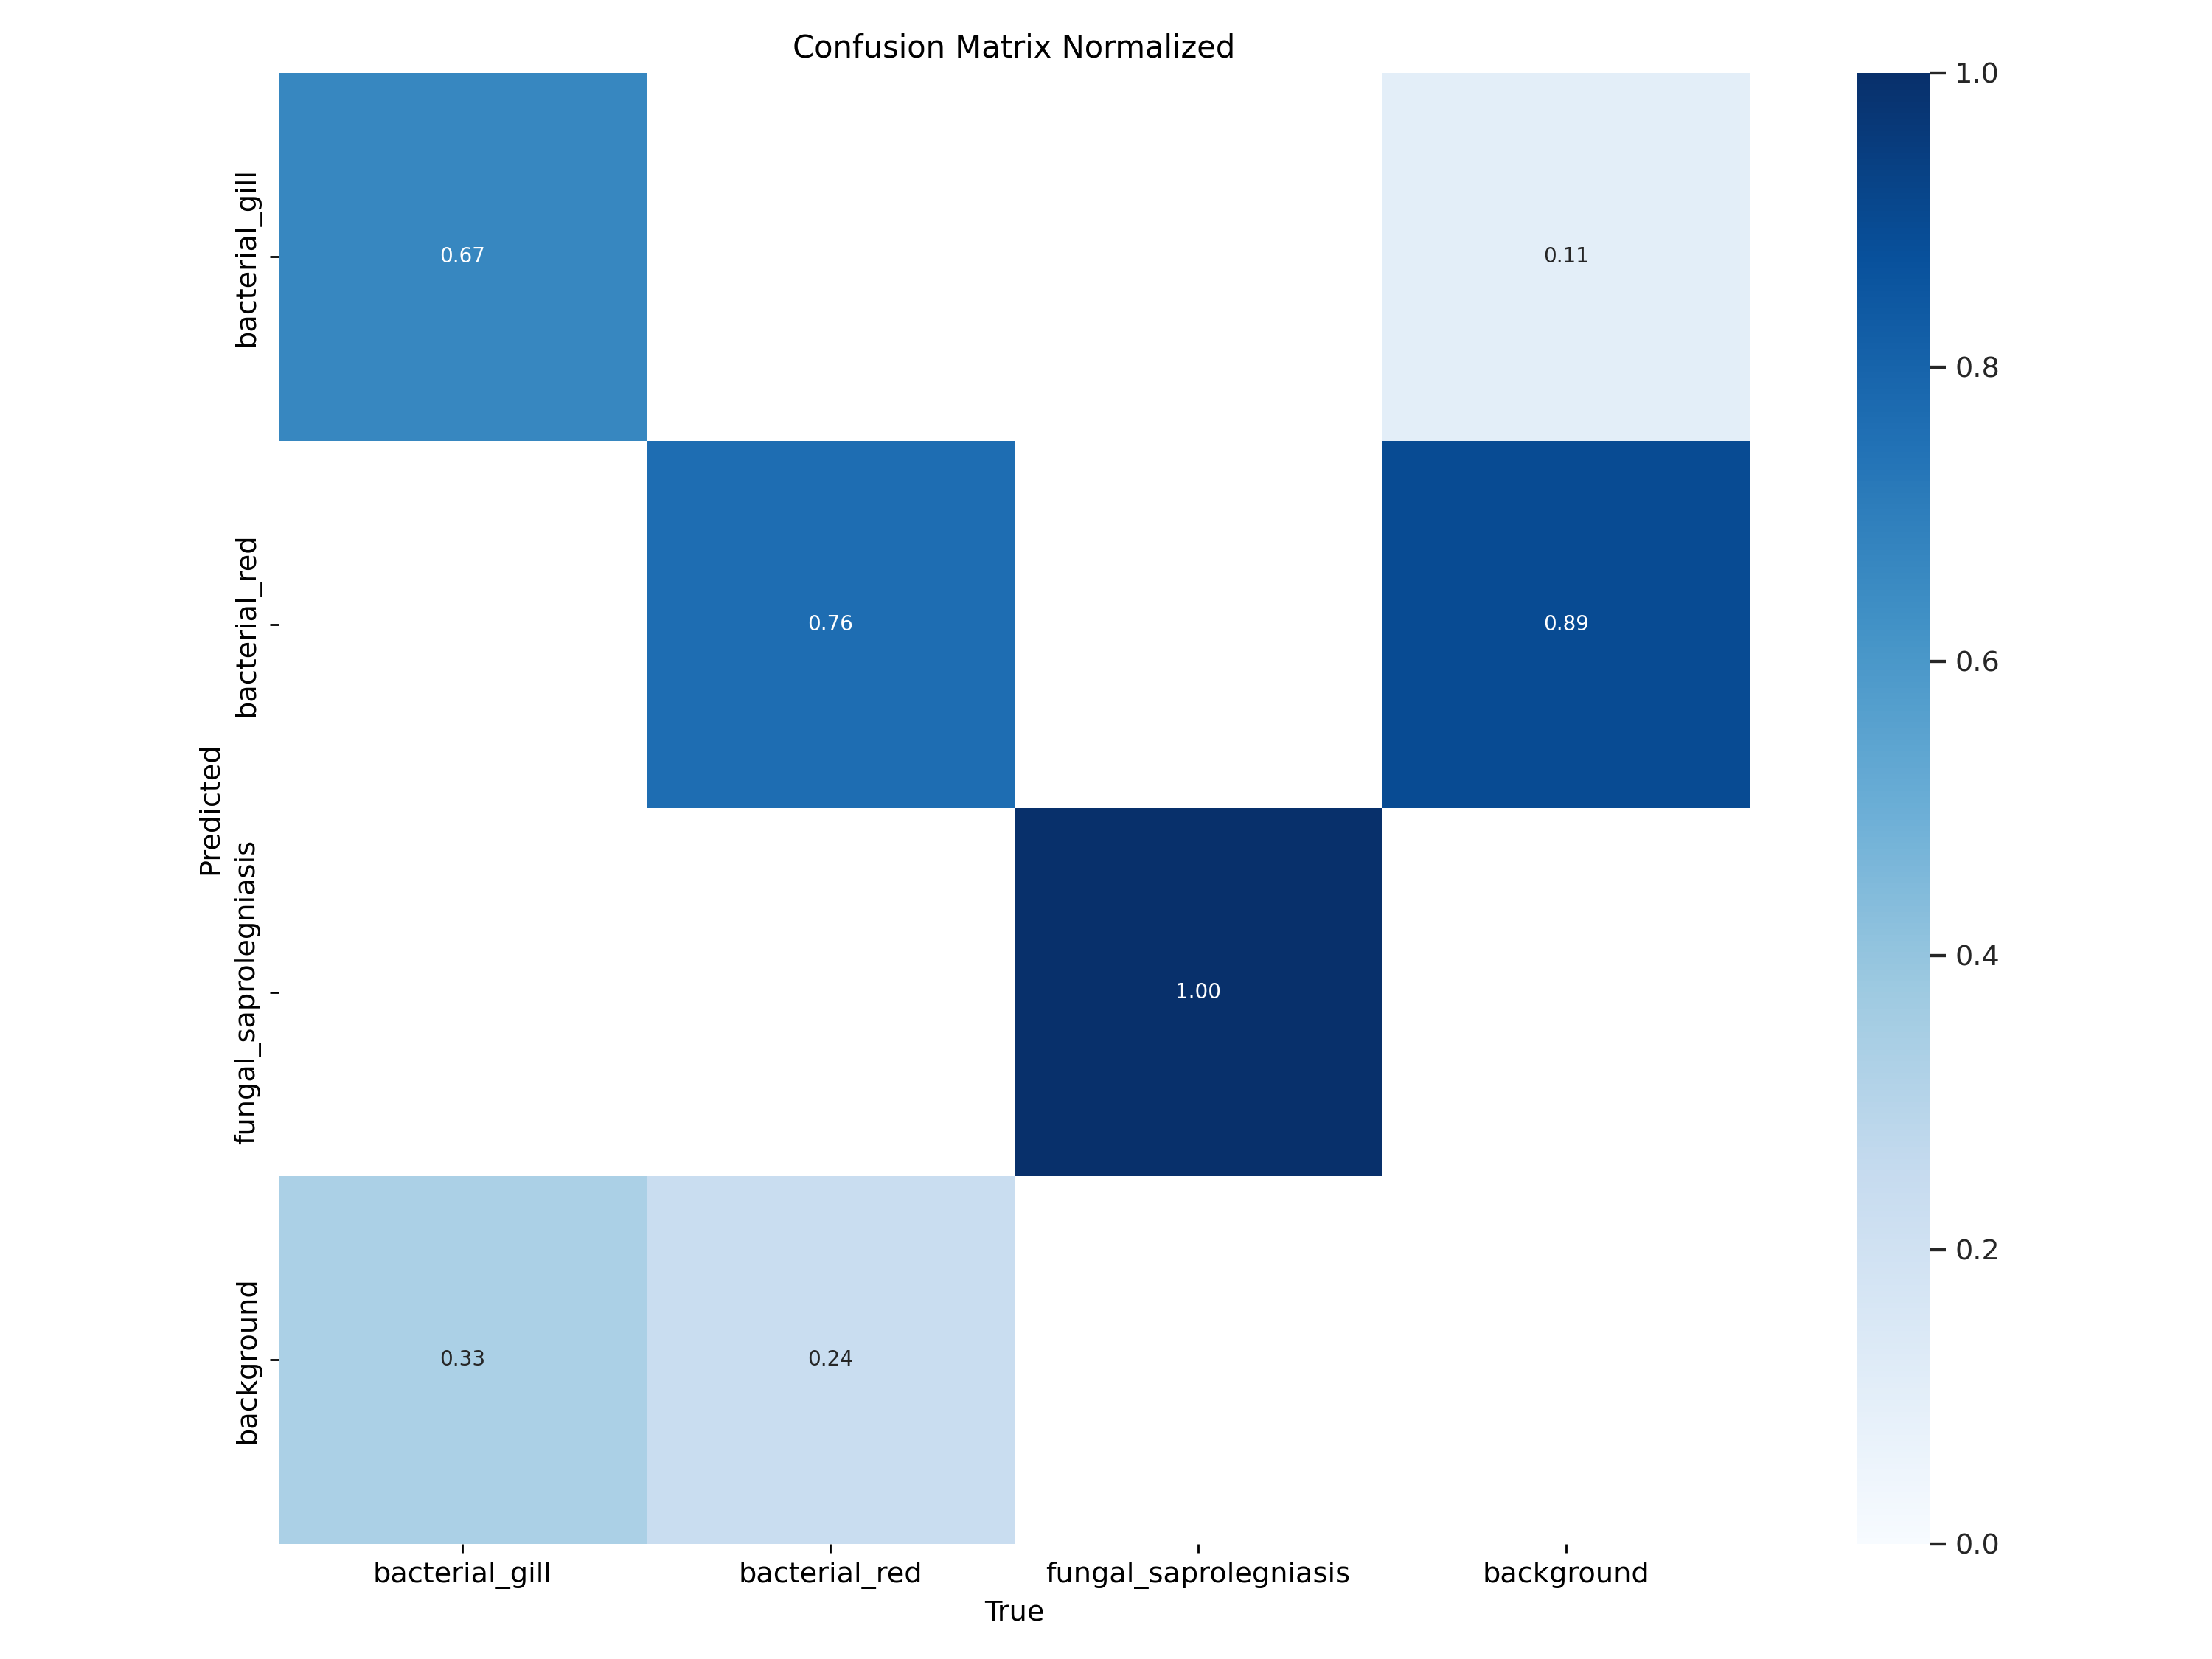 Confusion Matrix Normalized
Predicted
bacterial_gill
bacterial_red
fungal_saprolegniasis
background
0.67
0.11
0.76
0.89
1.00
0.33
0.24
bacterial_gill
bacterial_red
fungal_saprolegniasis
background
True
1.0
0.8
0.6
0.4
0.2
0.0